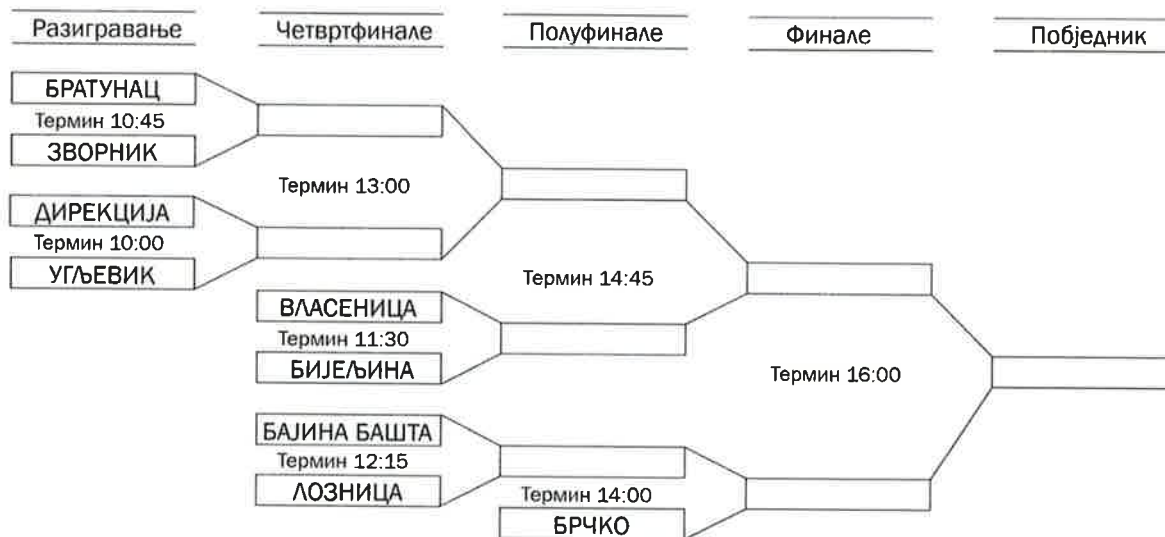 Разигравање
Четвртфинале
Полуфинале
Финале
Побједник
БРАТУНАЦ
Термин 10:45
ЗВОРНИК
Термин 13:00
ДИРЕКЦИЈА
Термин 10:00
УГЉЕВИК
Термин 14:45
ВЛАСЕНИЦА
Термин 11:30
БИЈЕЉИНА
Термин 16:00
БАЈИНА БАШТА
Термин 12:15
ЛОЗНИЦА
Термин 14:00
БРЧКО